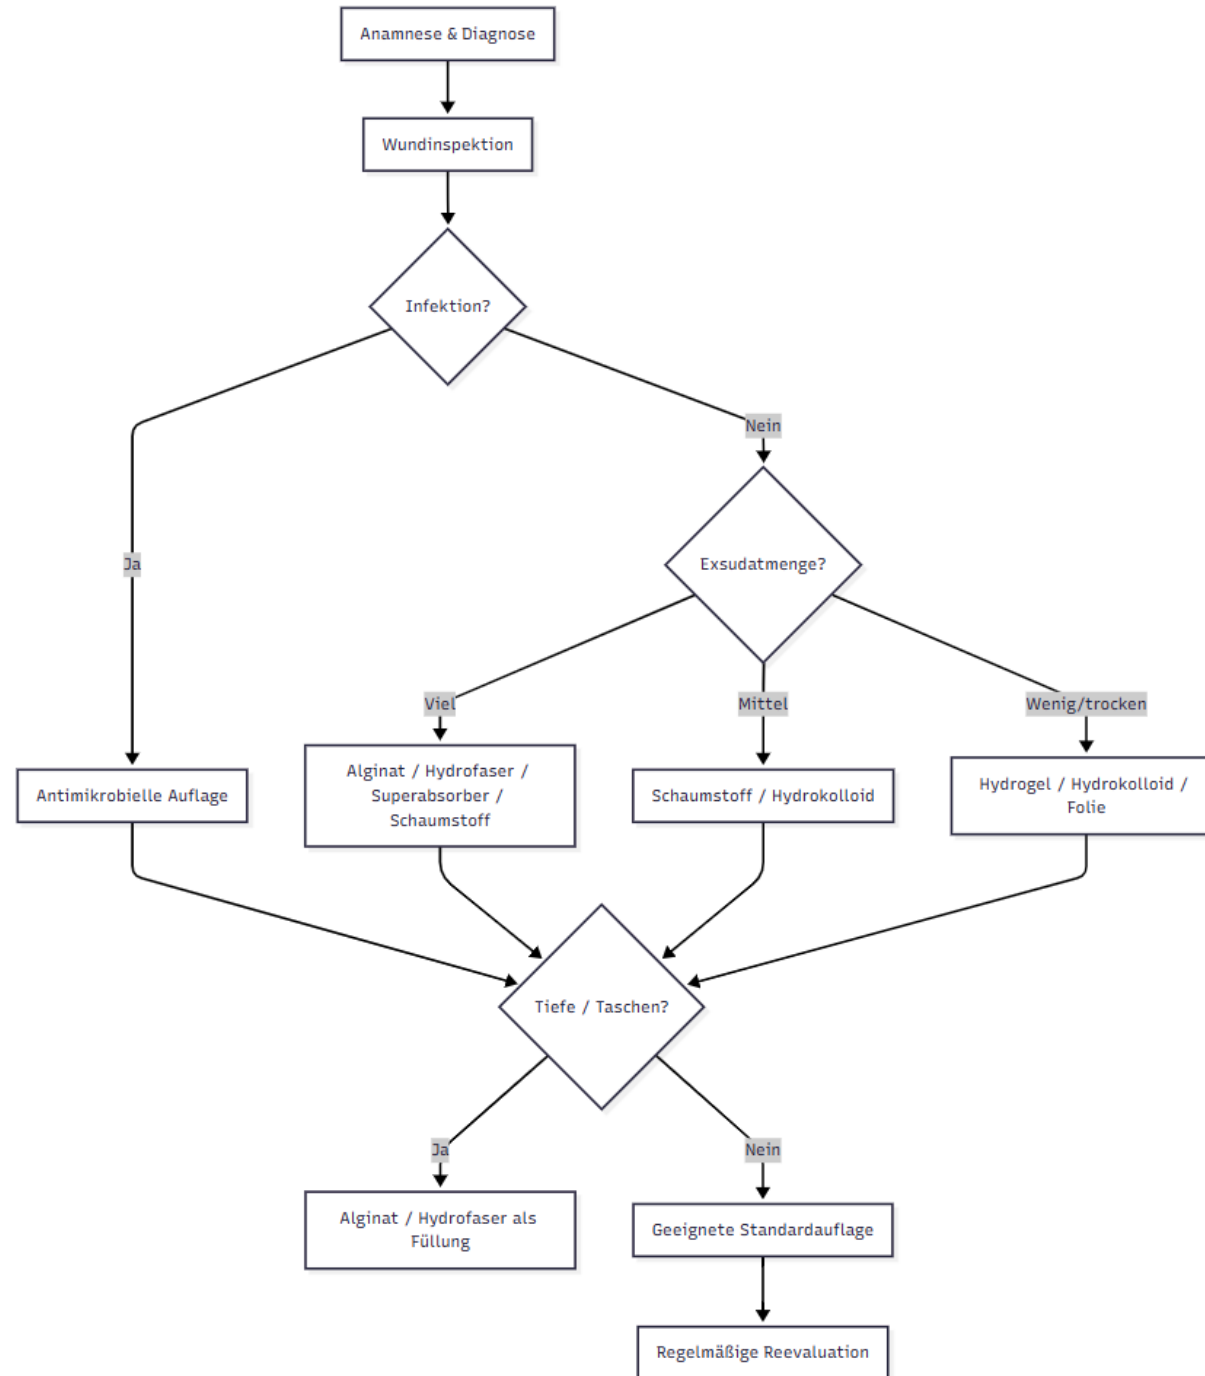 Anamnese & Diagnose
Wundinspektion
Infektion?
Nein
Ja
Exsudatmenge?
Viel
Mittel
Wenig/trocken
Antimikrobielle Auflage
Alginat / Hydrofaser /
Superabsorber /
Schaumstoff
Schaumstoff / Hydrokolloid
Hydrogel / Hydrokolloid /
Folie
Tiefe / Taschen?
Ja
Nein
Alginat / Hydrofaser als
Füllung
Geeignete Standardauflage
Regelmäßige Reevaluation